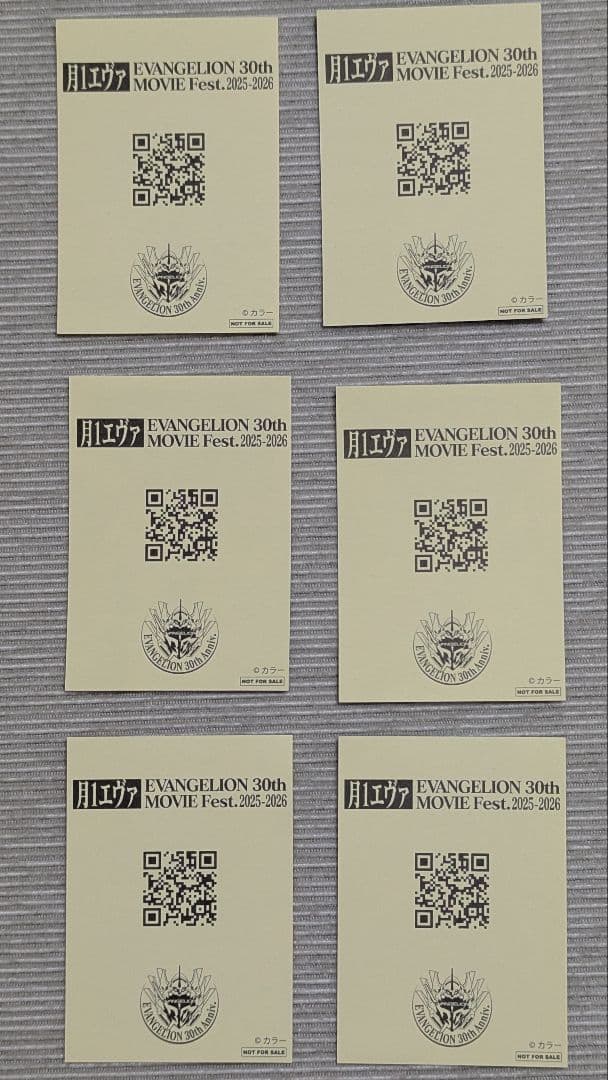 月1エヴァ EVANGELION 30th
MOVIE Fest. 2025-2026
EVANGELION
EVANGELION 30th Anniv.
© カラー
NOT FOR SALE
月1エヴァ EVANGELION 30th
MOVIE Fest. 2025-2026
EVANGELION
EVANGELION 30th Anniv.
© カラー
NOT FOR SALE
月1エヴァ EVANGELION 30th
MOVIE Fest. 2025-2026
EVANGELION
EVANGELION 30th Anniv.
© カラー
NOT FOR SALE
月1エヴァ EVANGELION 30th
MOVIE Fest. 2025-2026
EVANGELION
EVANGELION 30th Anniv.
© カラー
NOT FOR SALE
月1エヴァ EVANGELION 30th
MOVIE Fest. 2025-2026
EVANGELION
EVANGELION 30th Anniv.
© カラー
NOT FOR SALE
月1エヴァ EVANGELION 30th
MOVIE Fest. 2025-2026
EVANGELION
EVANGELION 30th Anniv.
© カラー
NOT FOR SALE